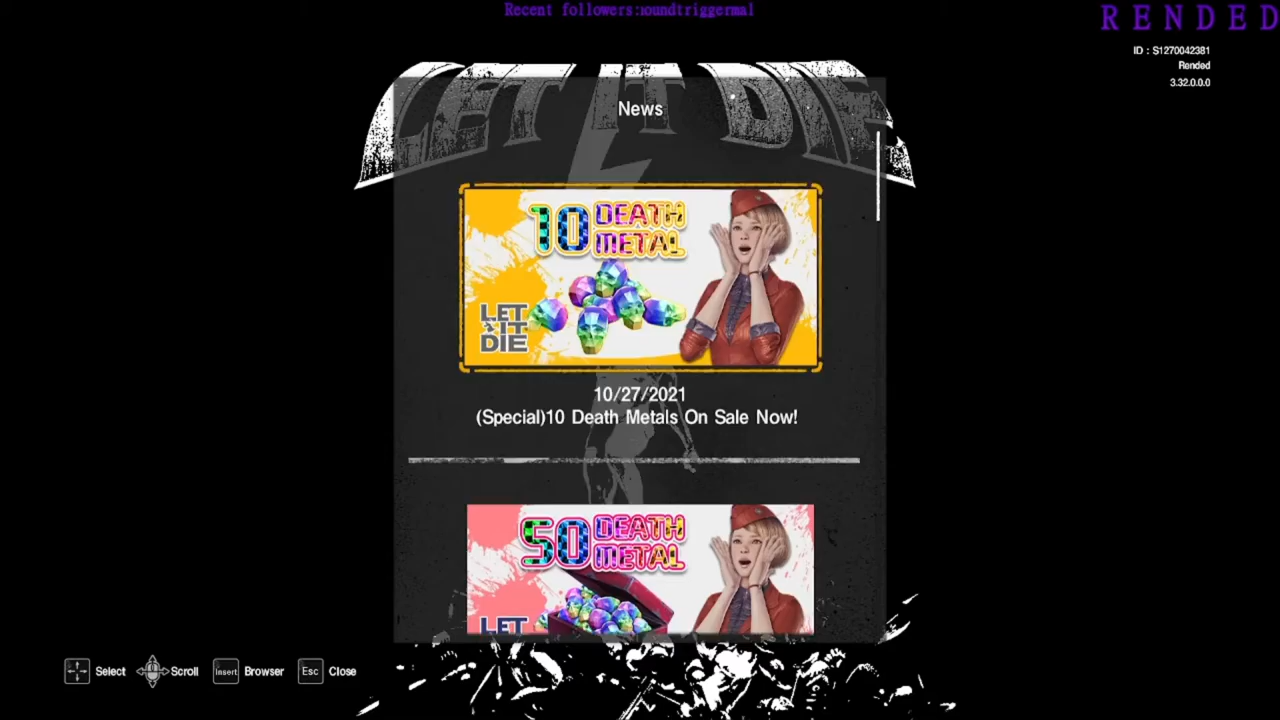 Recent followers:
oundtriggermal
RENDED
ID : S1270042381
Rended
3.32.0.0.0
LET IT DIE
News
10 DEATH
METAL
LET
IT
DIE
10/27/2021
(Special)10 Death Metals On Sale Now!
50 DEATH
METAL
LET
Select
Scroll
Insert
Browser
Esc
Close